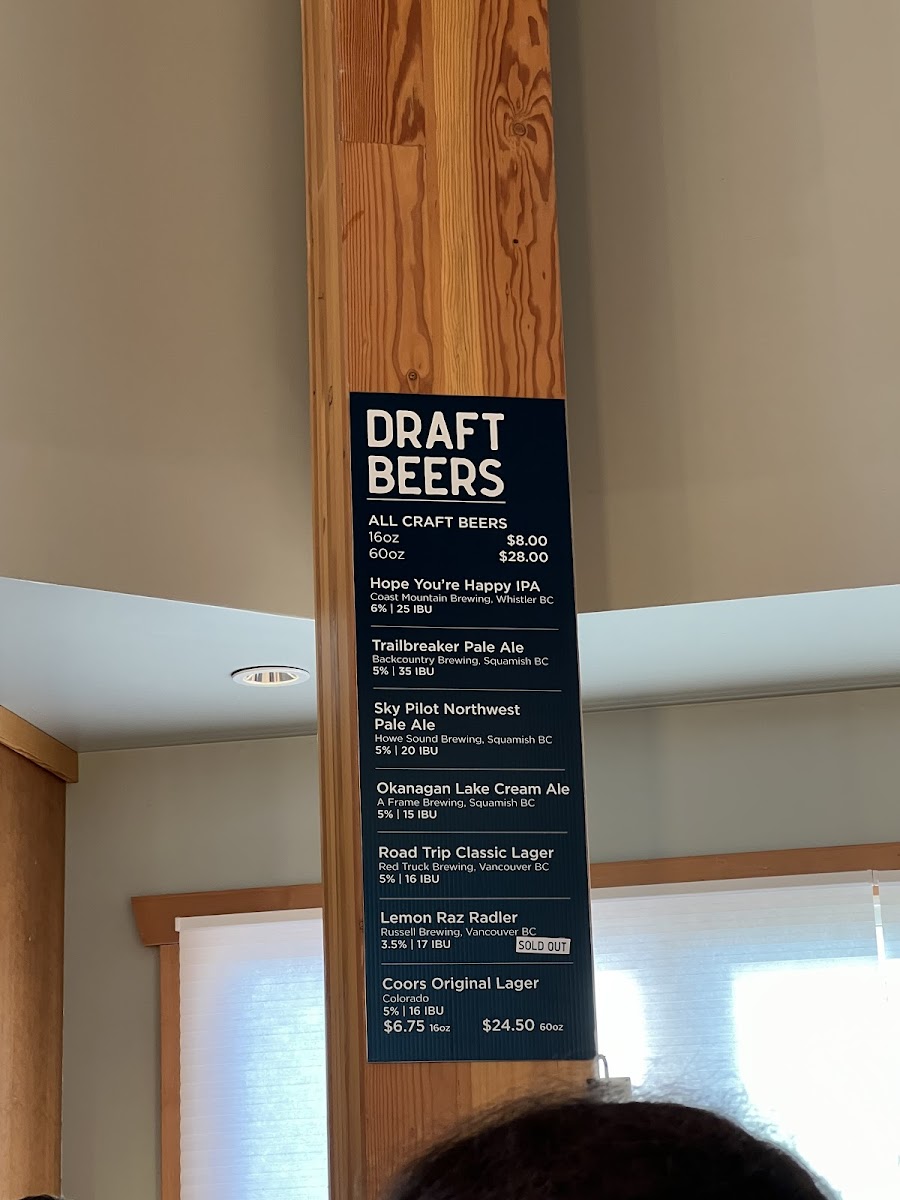 DRAFT
BEERS
ALL CRAFT BEERS
16oz $8.00
60oz $28.00
Hope You're Happy IPA
Coast Mountain Brewing, Whistler BC
6% | 25 IBU
Trailbreaker Pale Ale
Backcountry Brewing, Squamish BC
5% | 35 IBU
Sky Pilot Northwest
Pale Ale
Howe Sound Brewing, Squamish BC
5% | 20 IBU
Okanagan Lake Cream Ale
A Frame Brewing, Squamish BC
5% | 15 IBU
Road Trip Classic Lager
Red Truck Brewing, Vancouver BC
5% | 16 IBU
Lemon Raz Radler
Russell Brewing, Vancouver BC
3.5% | 17 IBU SOLD OUT
Coors Original Lager
Colorado
5% | 16 IBU
$6.75 16oz $24.50 60oz